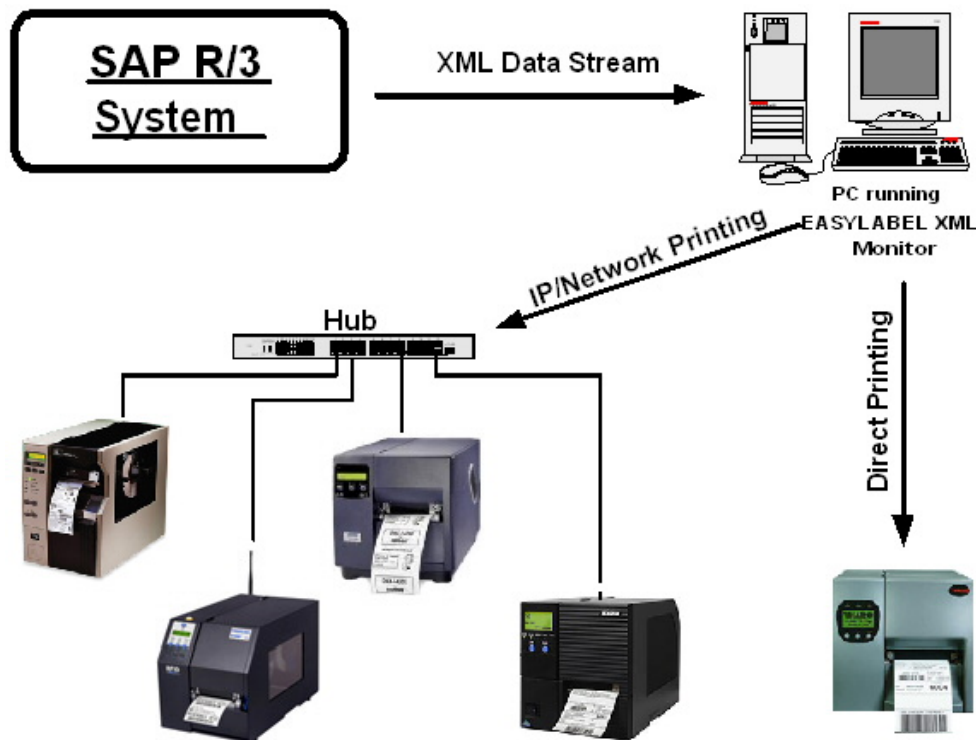 SAP R/3
System
XML Data Stream
PC running
EASYLABEL XML
Monitor
IP/Network Printing
Hub
Direct Printing